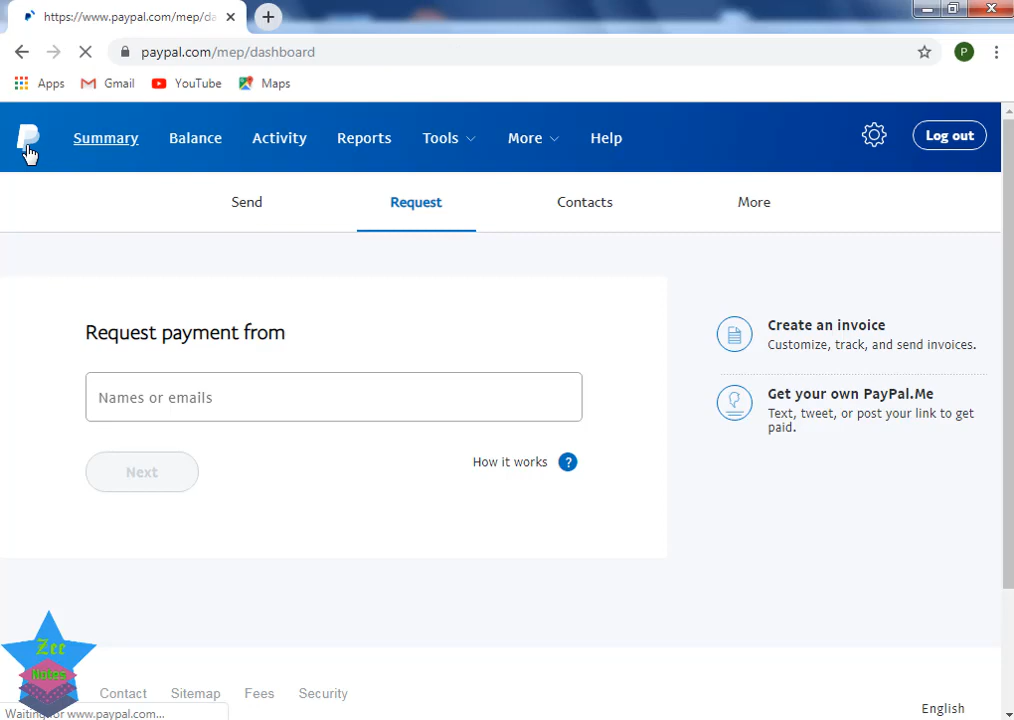 https://www.paypal.com/mep/da
paypal.com/mep/dashboard
P
Apps Gmail YouTube Maps
Summary Balance Activity Reports Tools More Help Log out
Send Request Contacts More
Request payment from
Names or emails
Next
How it works ?
Create an invoice
Customize, track, and send invoices.
Get your own PayPal.Me
Text, tweet, or post your link to get
paid.
Zee
Notes
Contact Sitemap Fees Security
English
Waiting for www.paypal.com...